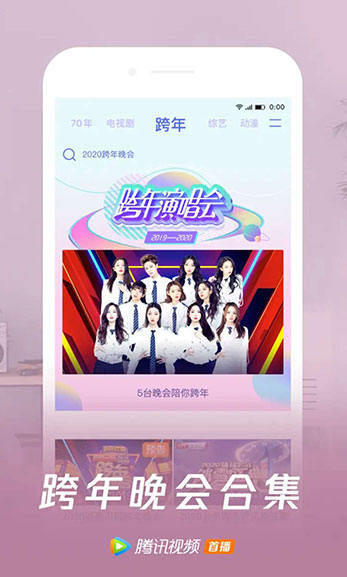 0:00
70年 电视剧 跨年 综艺 动漫
2020跨年晚会
跨年演唱会
2019—2020
5台晚会陪你跨年
预告
跨年
跨年晚会合集
腾讯视频 首播